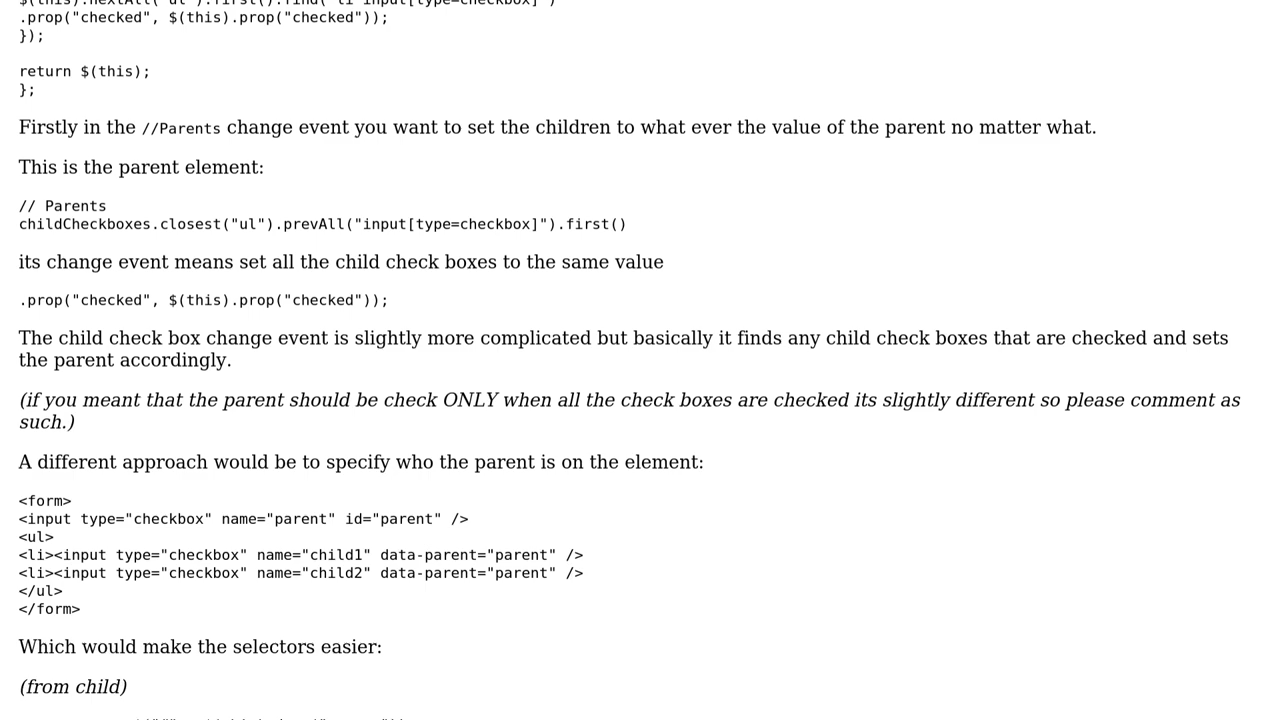 .prop("checked", $(this).prop("checked"));
});
return $(this);
};
Firstly in the //Parents change event you want to set the children to what ever the value of the parent no matter what.
This is the parent element:
// Parents
childCheckboxes.closest("ul").prevAll("input[type=checkbox]").first()
its change event means set all the child check boxes to the same value
.prop("checked", $(this).prop("checked"));
The child check box change event is slightly more complicated but basically it finds any child check boxes that are checked and sets
the parent accordingly.
(if you meant that the parent should be check ONLY when all the check boxes are checked its slightly different so please comment as
such.)
A different approach would be to specify who the parent is on the element:
<form>
<input type="checkbox" name="parent" id="parent" />
<ul>
<li><input type="checkbox" name="child1" data-parent="parent" />
<li><input type="checkbox" name="child2" data-parent="parent" />
</ul>
</form>
Which would make the selectors easier:
(from child)